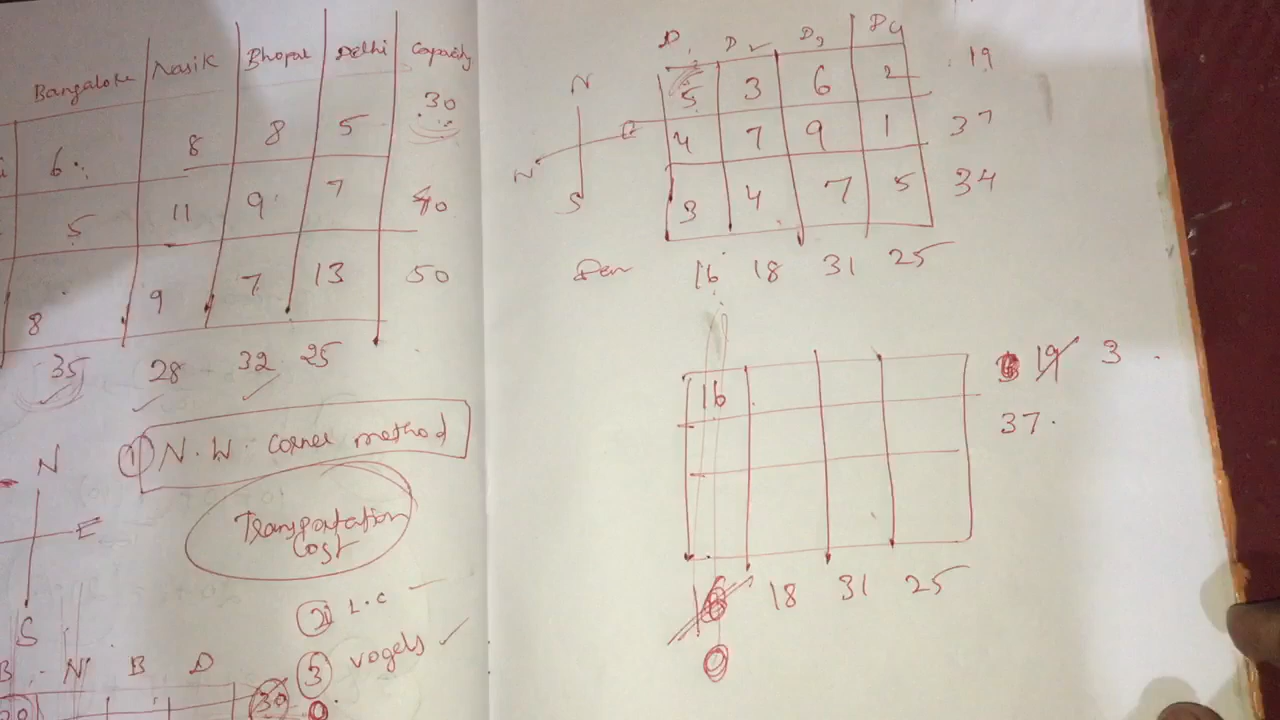 Bangalore Nasik Bhopal Delhi Capacity
6 8 8 5 30
5 11 9 7 40
8 9 7 13 50
35 28 32 25
① N.W. Corner method
N
E
S
Transportation
Cost
② L.C
③ Vogels ✓
B N B D
30
D1 D2 D3 D4
5 3 6 2 19
4 7 9 1 37
3 4 7 5 34
16 18 31 25
N
S
16 19 3
37
18 31 25
0